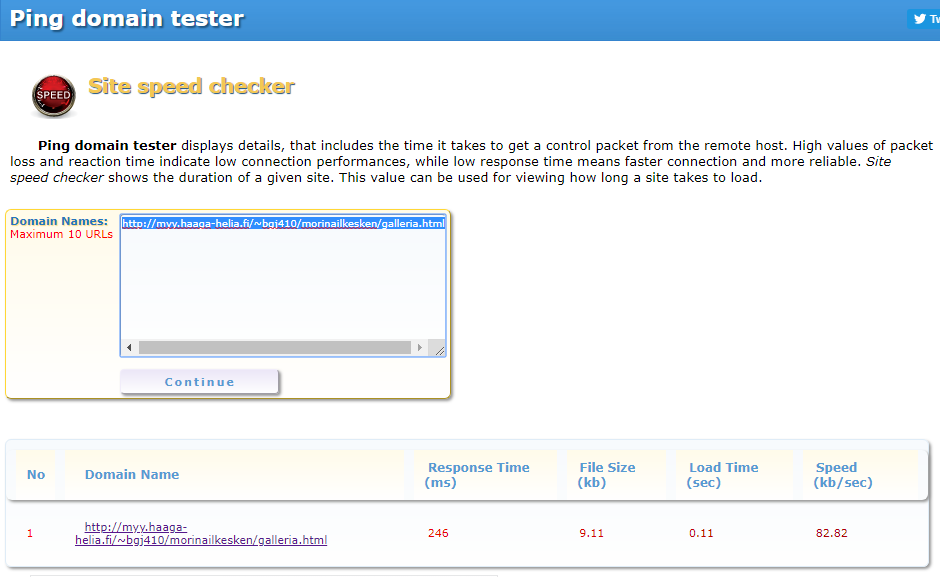 Ping domain tester
Tw
SPEED
Site speed checker
Ping domain tester displays details, that includes the time it takes to get a control packet from the remote host. High values of packet
loss and reaction time indicate low connection performances, while low response time means faster connection and more reliable. Site
speed checker shows the duration of a given site. This value can be used for viewing how long a site takes to load.
Domain Names:
Maximum 10 URLs
http://myy.haaga-helia.fi/~bgj410/morinailkesken/galleria.html
Continue
No Domain Name Response Time (ms) File Size (kb) Load Time (sec) Speed (kb/sec)
1 http://myy.haaga- 246 9.11 0.11 82.82
helia.fi/~bgj410/morinailkesken/galleria.html